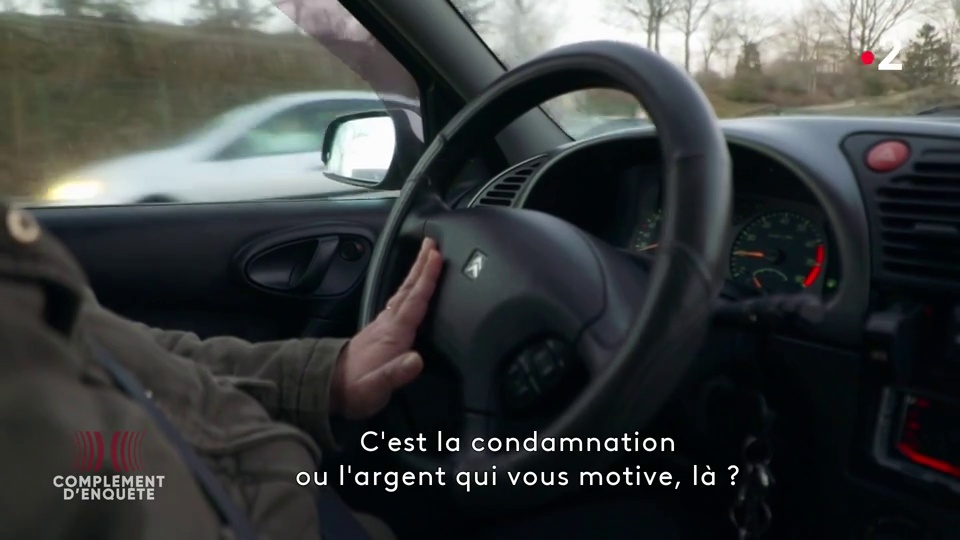 2
C'est la condamnation
ou l'argent qui vous motive, là ?
COMPLEMENT
D'ENQUÊTE